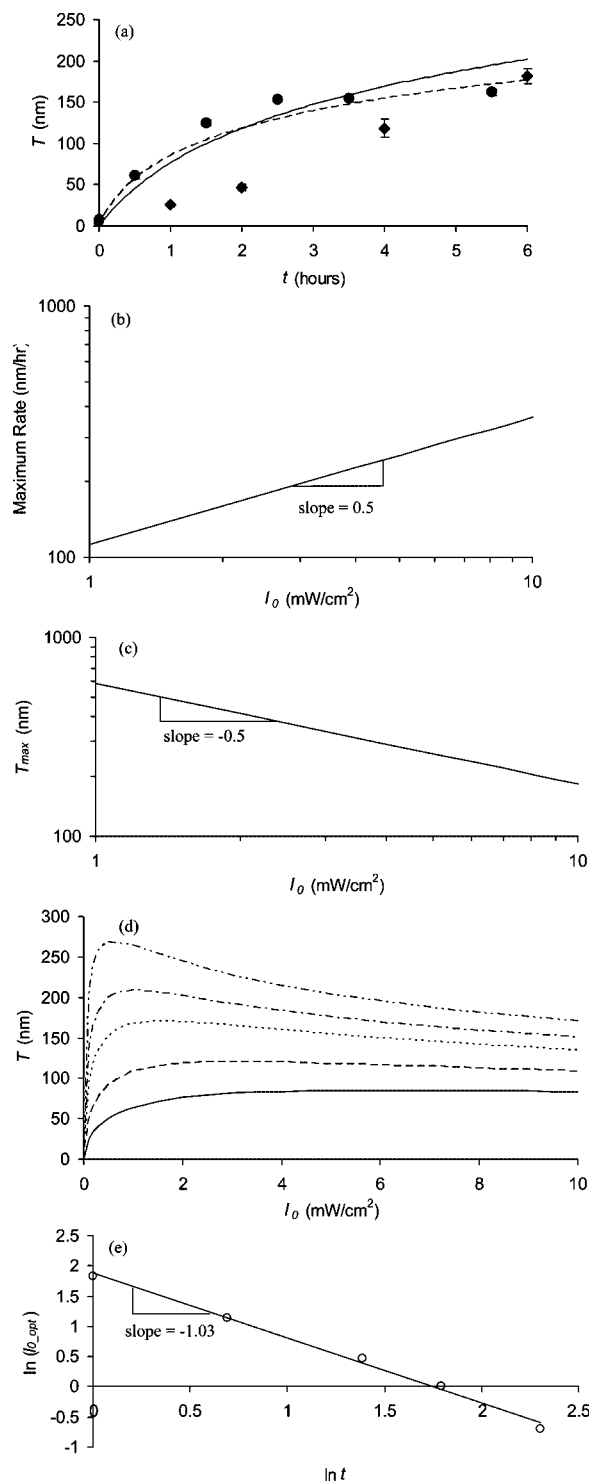 (a)
250
200
150
100
50
0
T (nm)
0 1 2 3 4 5 6
t (hours)
(b)
1000
100
Maximum Rate (nm/hr)
slope = 0.5
1 10
I0 (mW/cm²)
(c)
1000
100
Tmax (nm)
slope = -0.5
1 10
I0 (mW/cm²)
(d)
300
250
200
150
100
50
0
T (nm)
0 2 4 6 8 10
I0 (mW/cm²)
(e)
2.5
2
1.5
1
0.5
0
-0.5
-1
ln (I0_opt)
slope = -1.03
0 0.5 1 1.5 2 2.5
ln t